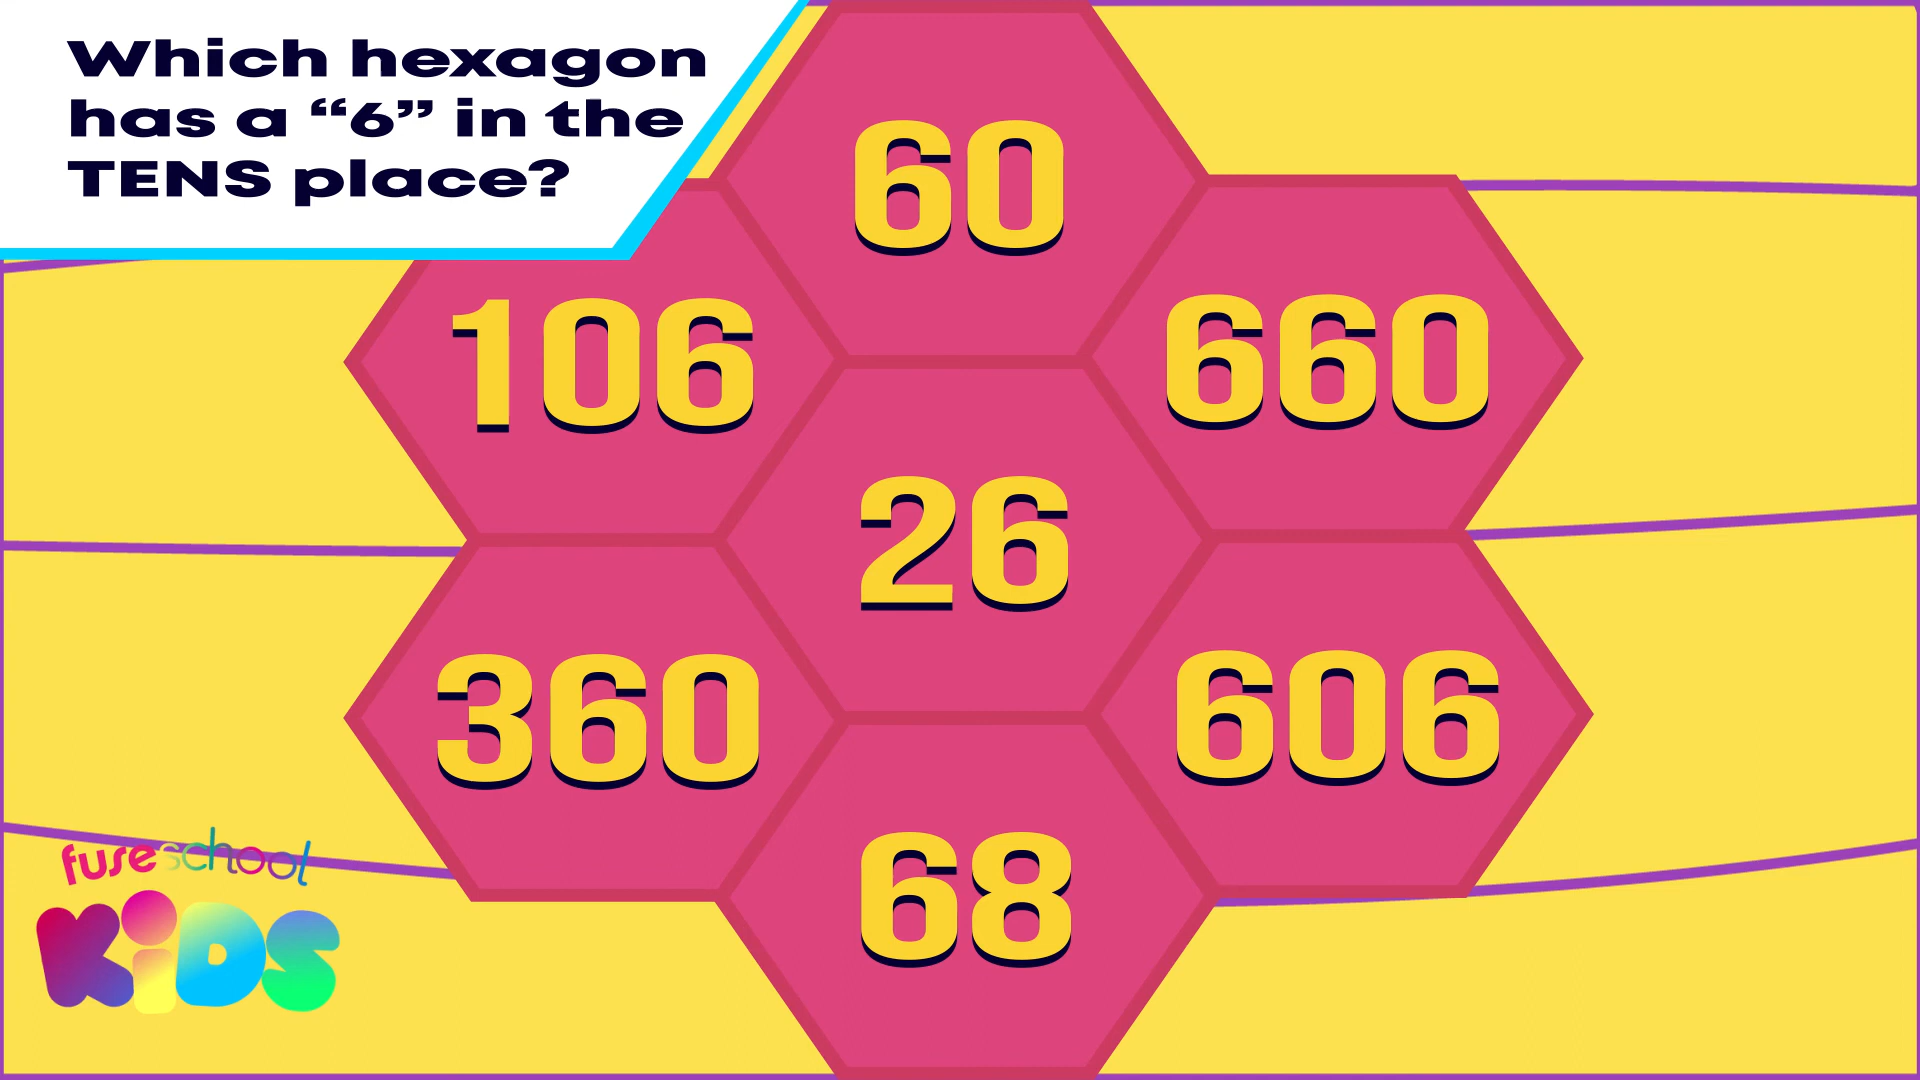 Which hexagon
has a “6” in the
TENS place?
60
106
660
26
360
606
68
fuseschool
KiDS